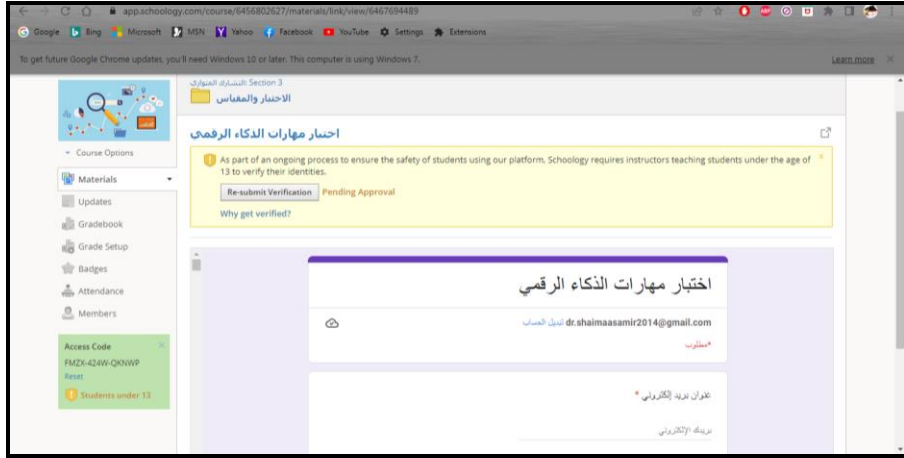 app.schoology.com/course/6456802627/materials/link/view/6467694489
Google Bing Microsoft MSN Yahoo Facebook YouTube Settings Extensions
To get future Google Chrome updates, you'll need Windows 10 or later. This computer is using Windows 7.
Learn more
Section 3 التشارك المتوازي
الاختبار والمقياس
اختبار مهارات الذكاء الرقمي
Course Options
Materials
Updates
Gradebook
Grade Setup
Badges
Attendance
Members
Access Code
FMZX-424W-QKNWP
Reset
Students under 13
As part of an ongoing process to ensure the safety of students using our platform. Schoology requires instructors teaching students under the age of
13 to verify their identities.
Re-submit Verification Pending Approval
Why get verified?
اختبار مهارات الذكاء الرقمي
dr.shaimaasamir2014@gmail.com تبديل الحساب
*مطلوب
عنوان بريد إلكتروني *
بريدك الإلكتروني